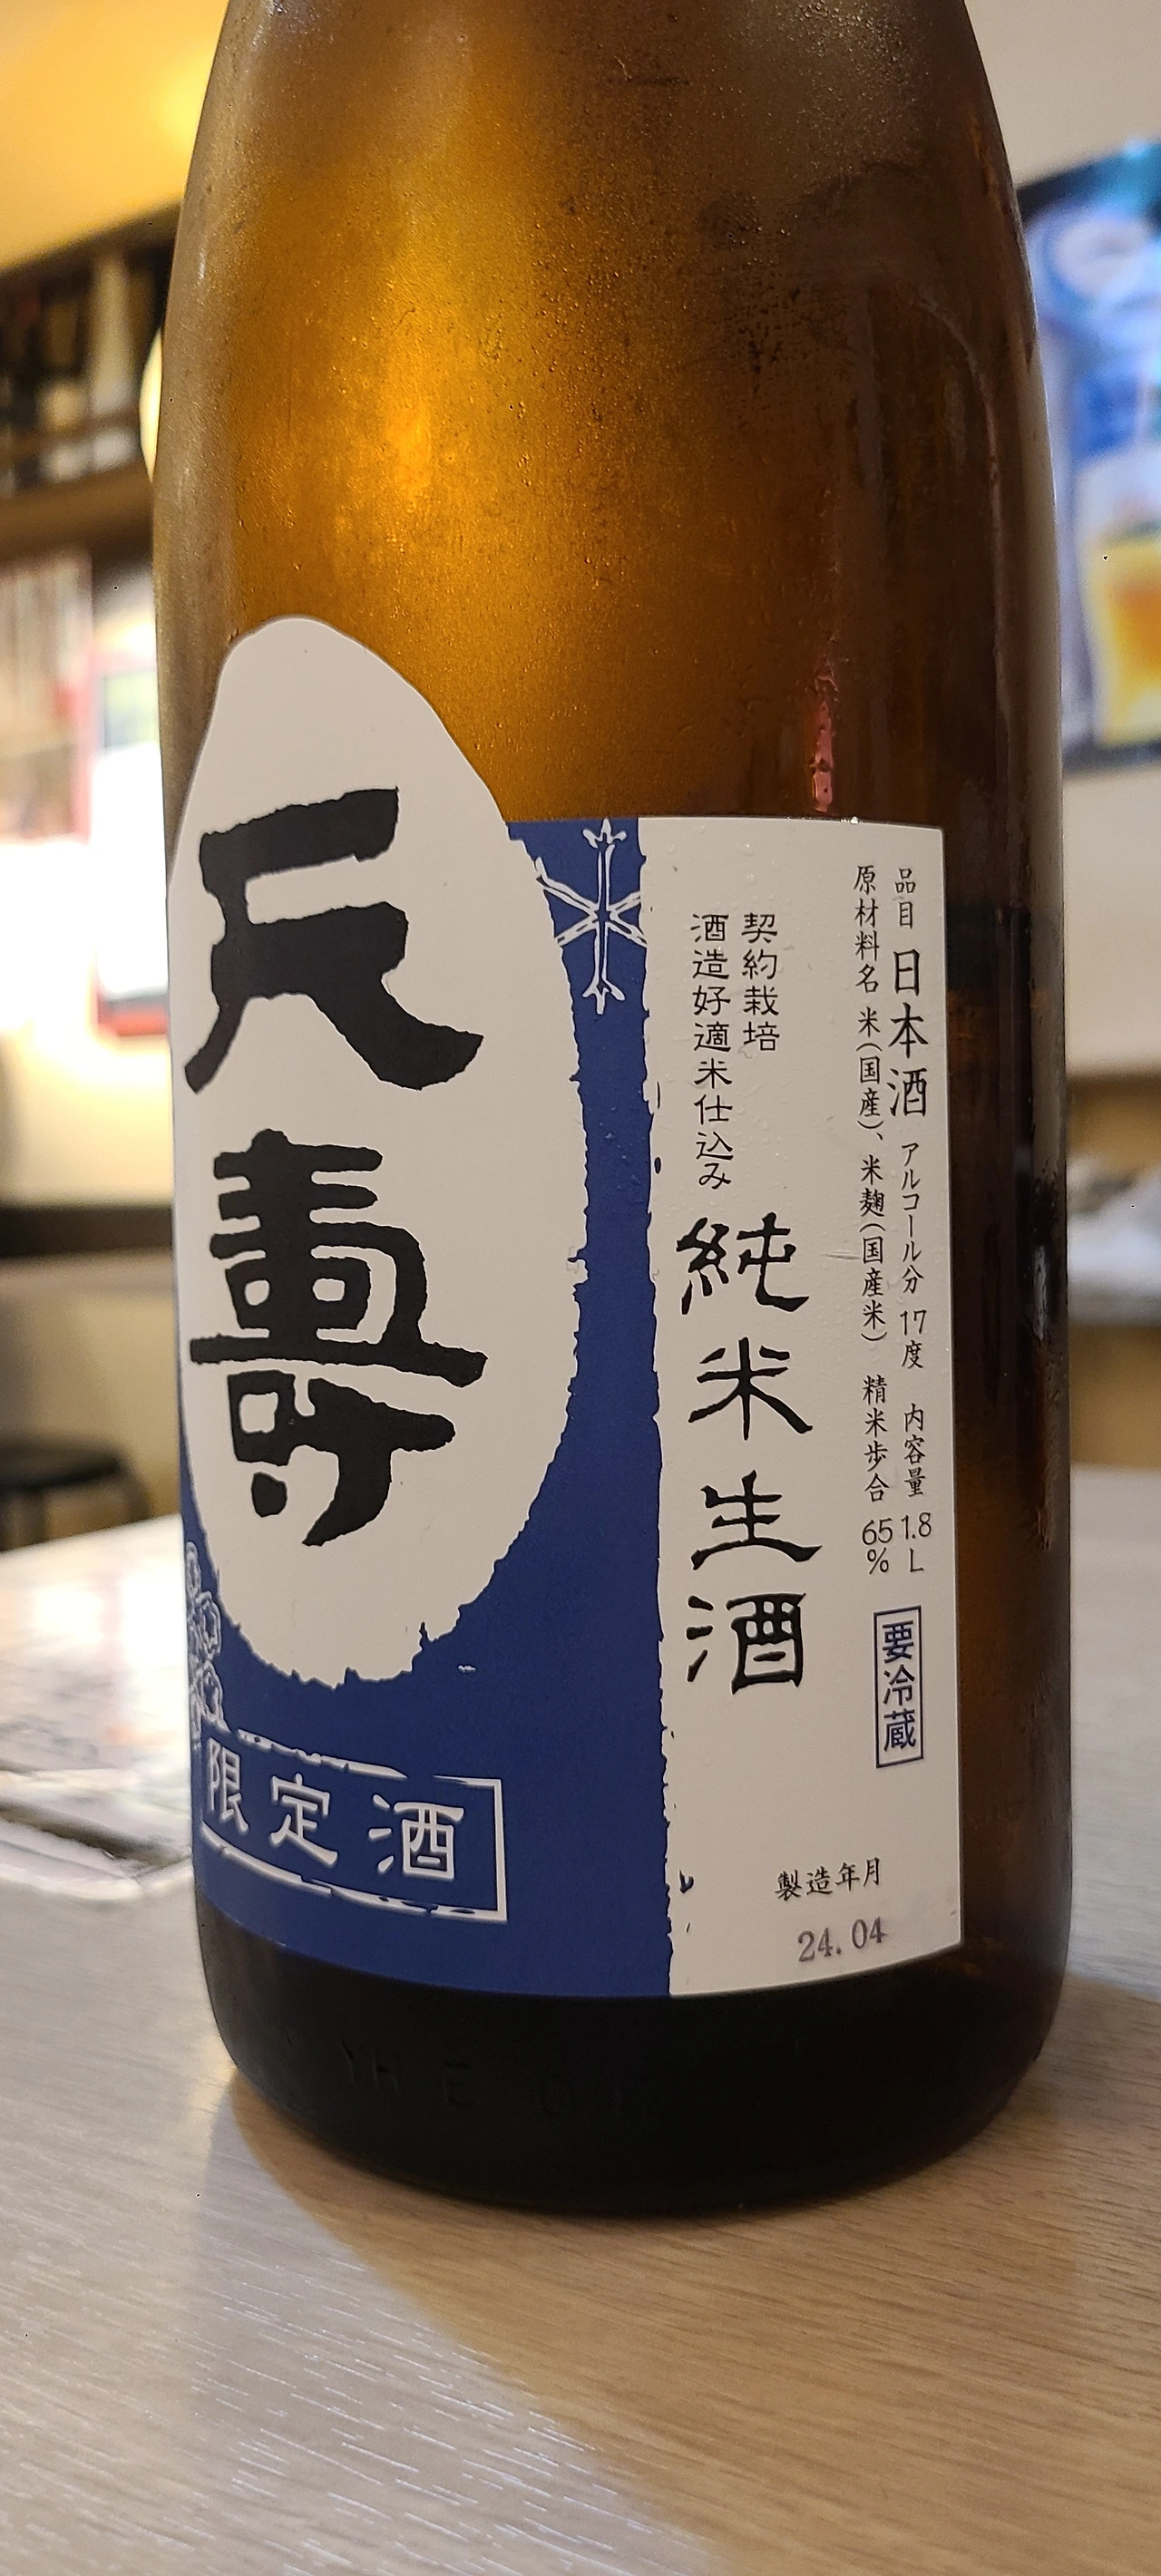 天壽
限定酒
契約栽培
酒造好適米仕込み
純米生酒
品目 日本酒 アルコール分 17度 内容量 1.8L
原材料名 米(国産)、米麹(国産米) 精米歩合 65%
要冷蔵
製造年月
24.04